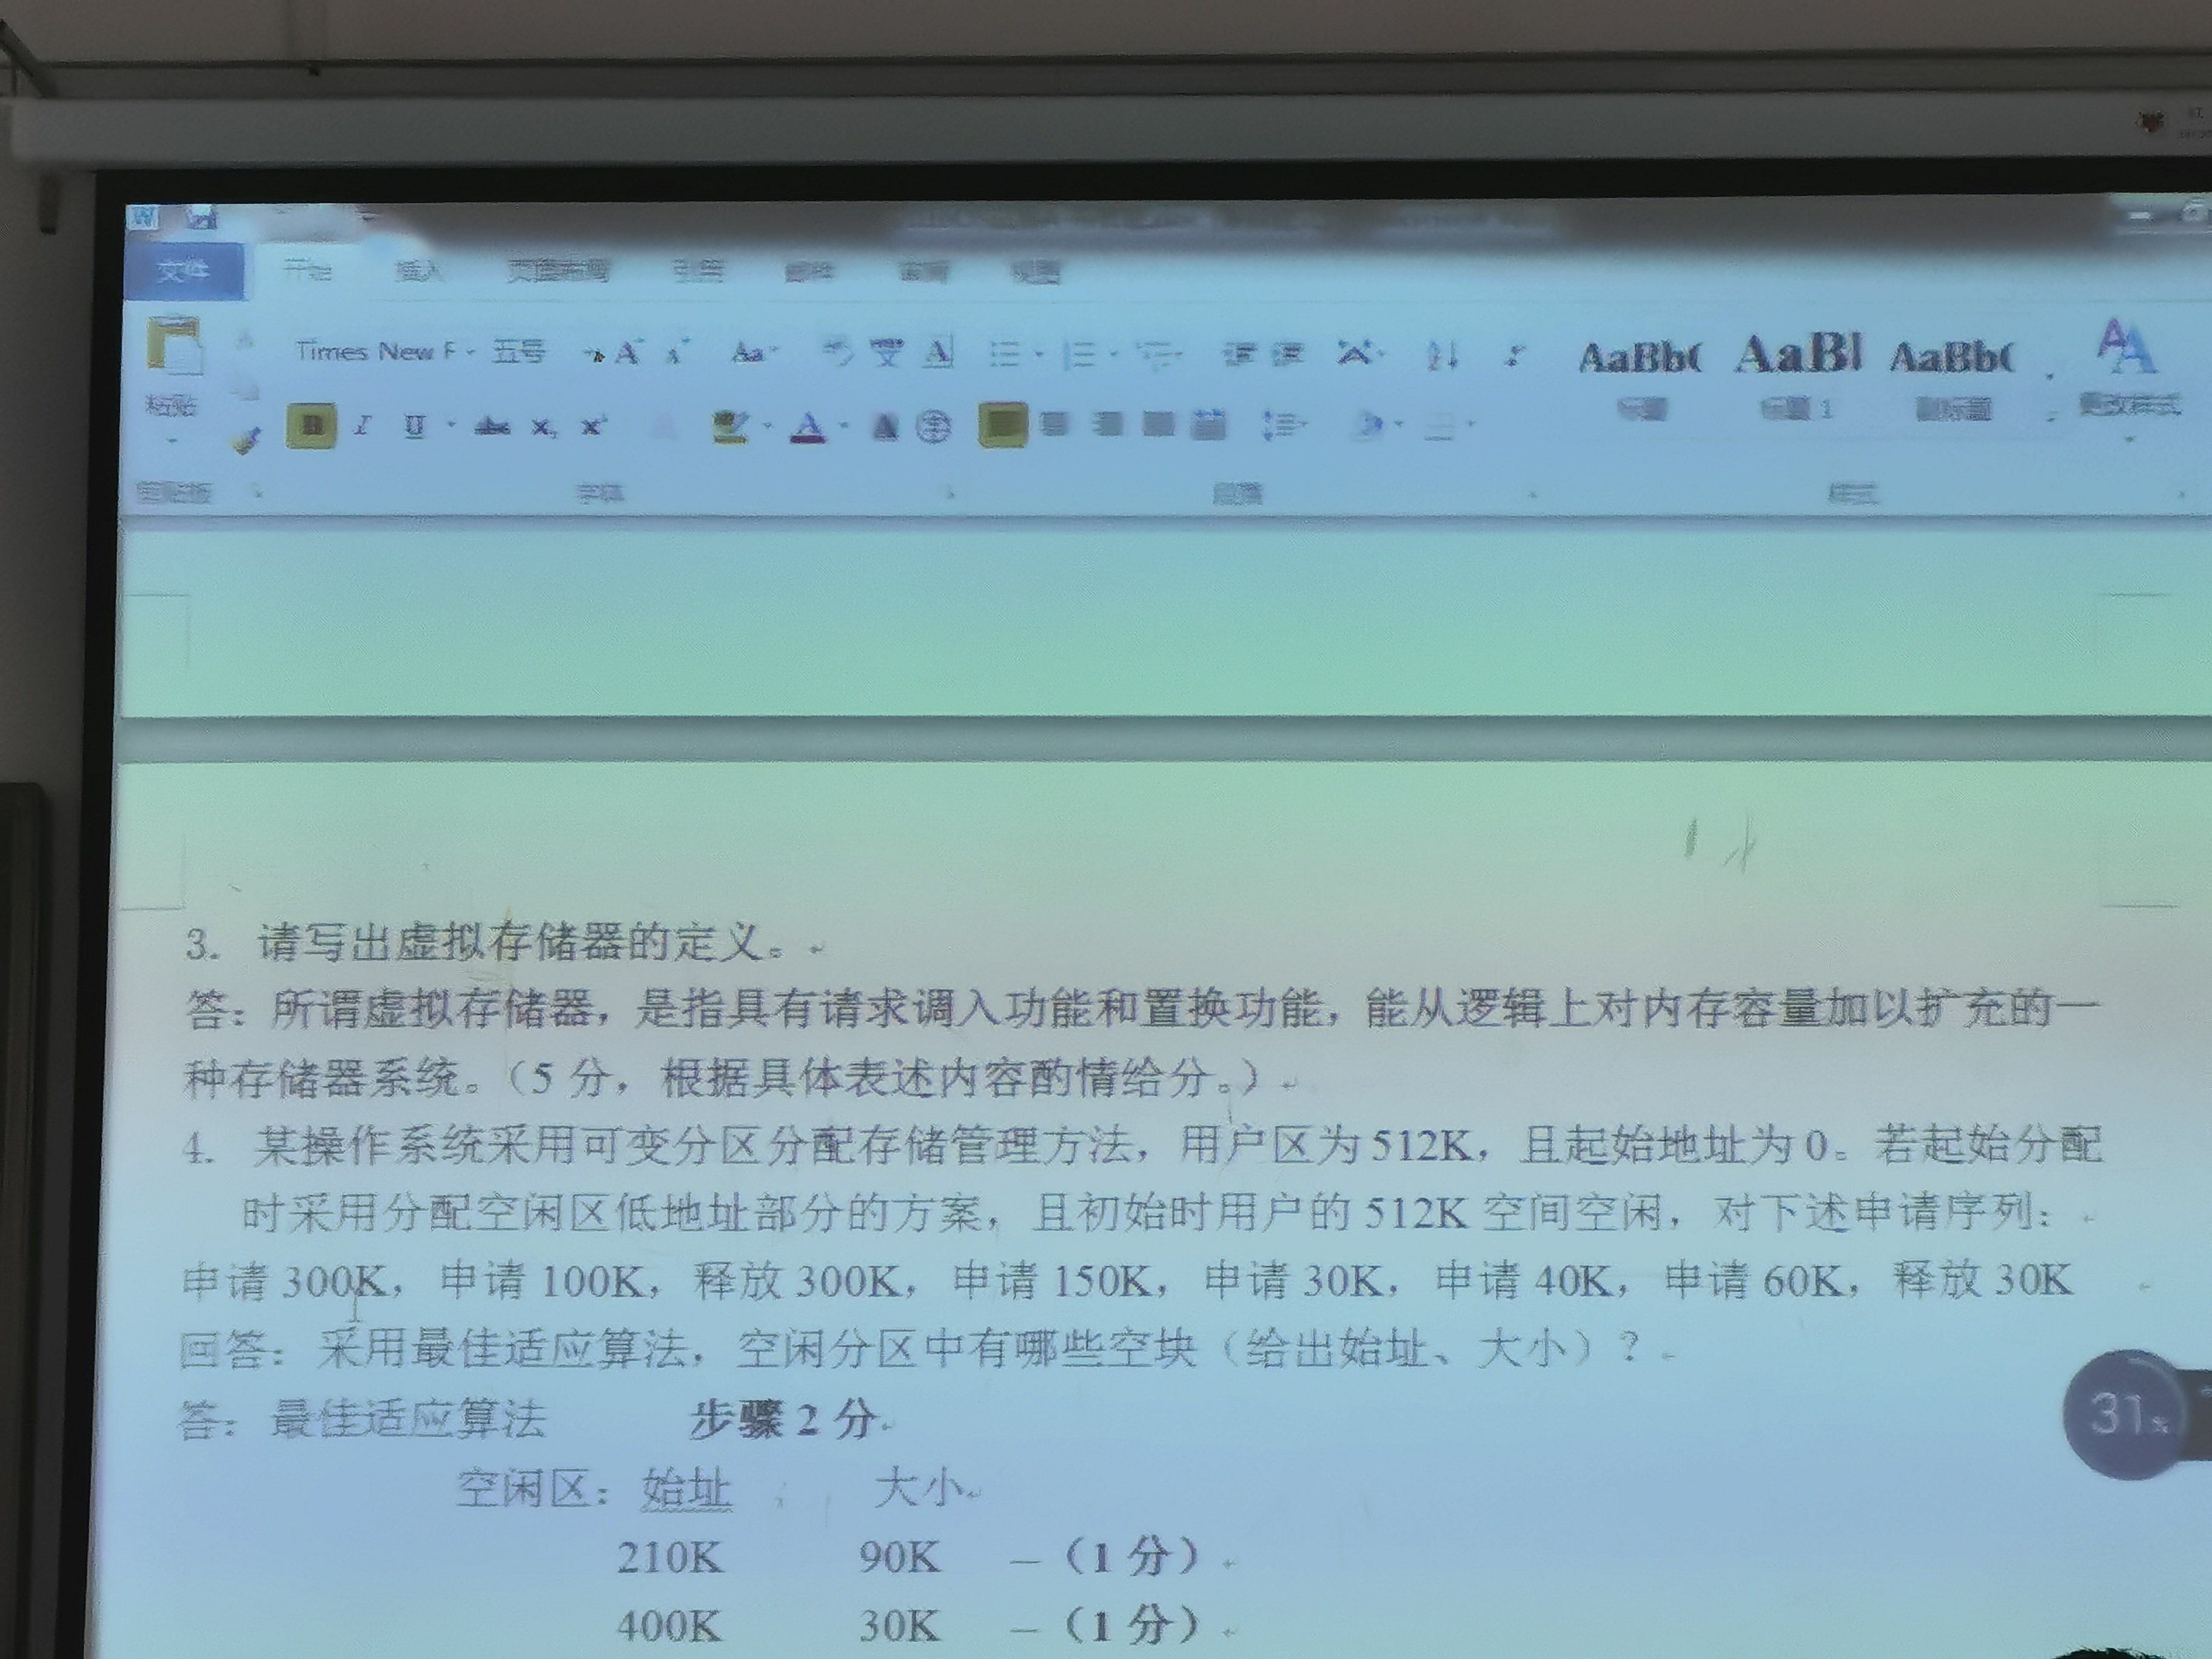 文件 开始 插入 页面布局 引用 邮件 审阅 视图
Times New F 五号 AaBb( AaBl AaBb(
粘贴 B I U 标题 标题 1 副标题 更改样式
剪贴板 字体 段落 样式
3. 请写出虚拟存储器的定义。
答：所谓虚拟存储器，是指具有请求调入功能和置换功能，能从逻辑上对内存容量加以扩充的一
种存储器系统。（5 分，根据具体表述内容酌情给分。）
4. 某操作系统采用可变分区分配存储管理方法，用户区为 512K，且起始地址为 0。若起始分配
时采用分配空闲区低地址部分的方案，且初始时用户的 512K 空间空闲，对下述申请序列：
申请 300K，申请 100K，释放 300K，申请 150K，申请 30K，申请 40K，申请 60K，释放 30K
回答：采用最佳适应算法，空闲分区中有哪些空块（给出始址、大小）？
答：最佳适应算法 步骤 2 分
31
空闲区：始址 大小
210K 90K —（1 分）
400K 30K —（1 分）